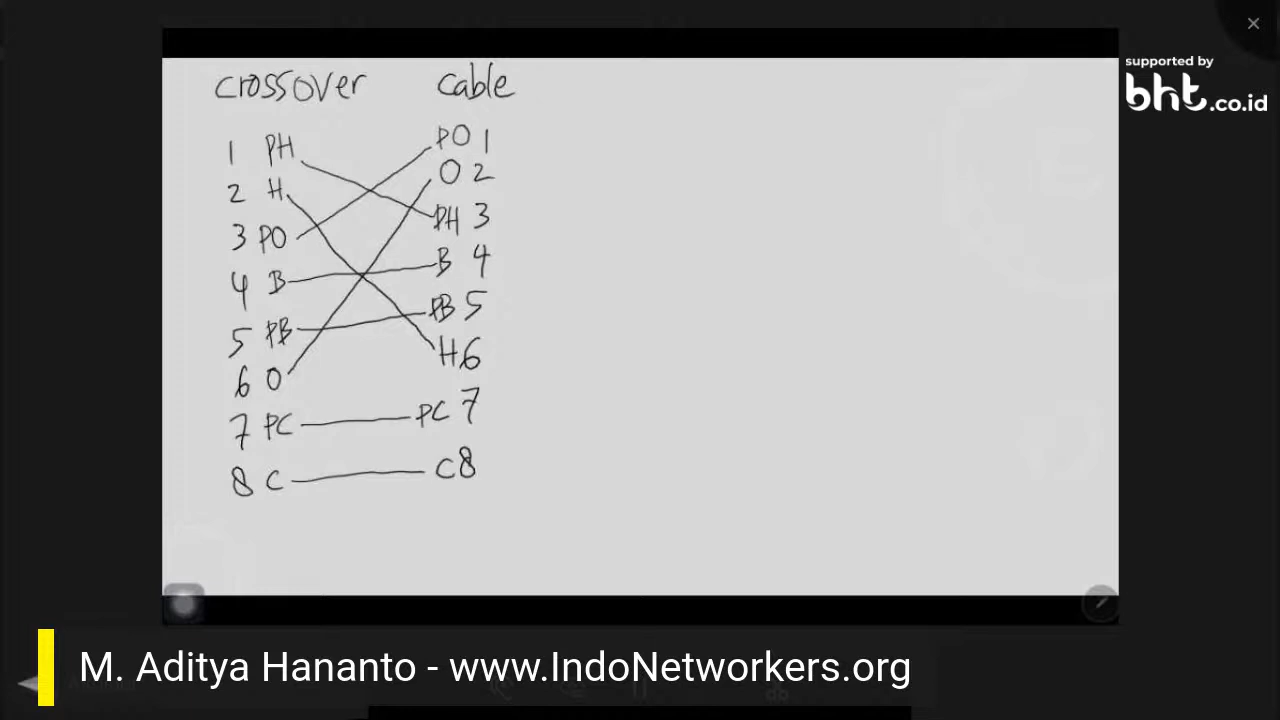 supported by
bht.co.id
crossover cable
1 PH PO 1
2 H O 2
3 PO PH 3
4 B B 4
5 PB PB 5
6 O H 6
7 PC PC 7
8 C C 8
M. Aditya Hananto - www.IndoNetworkers.org